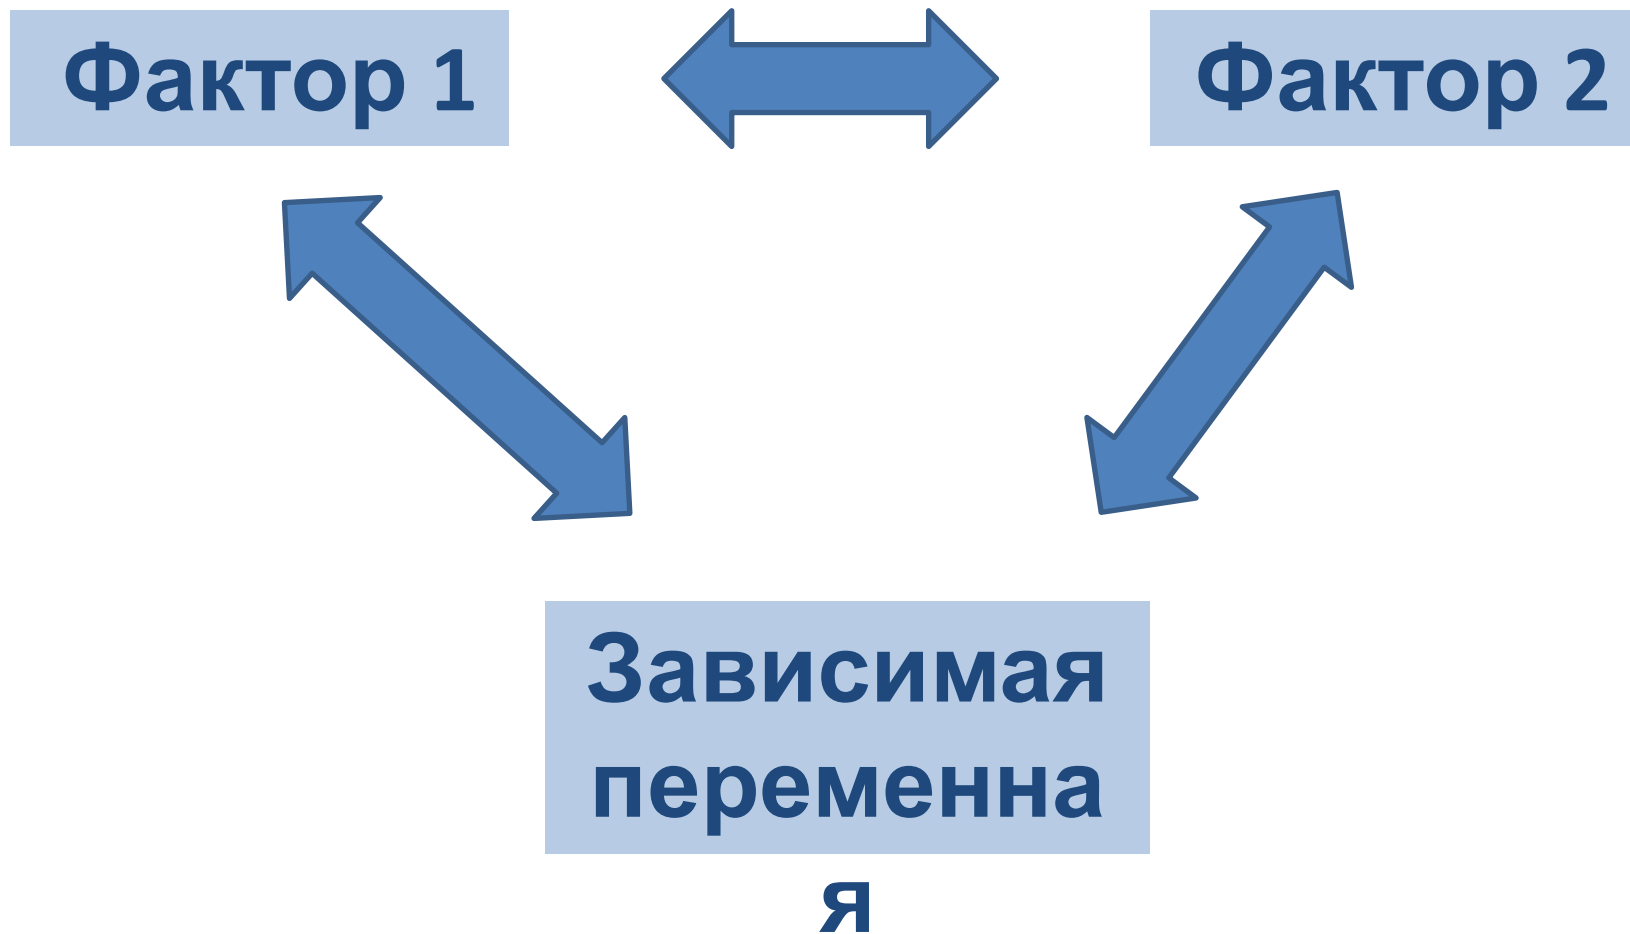 Фактор 1
Фактор 2
Зависимая
переменна
я